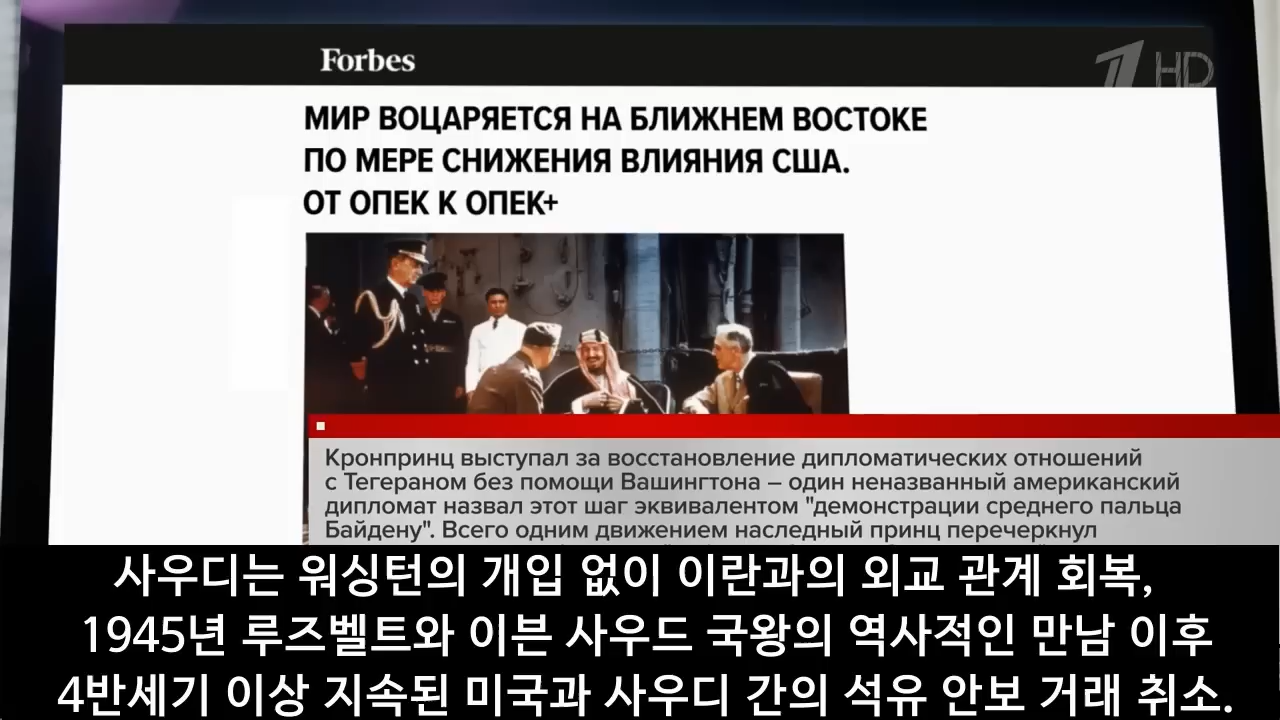 Forbes
1 HD
МИР ВОЦАРЯЕТСЯ НА БЛИЖНЕМ ВОСТОКЕ
ПО МЕРЕ СНИЖЕНИЯ ВЛИЯНИЯ США.
ОТ ОПЕК К ОПЕК+
Кронпринц выступал за восстановление дипломатических отношений
с Тегераном без помощи Вашингтона – один неназванный американский
дипломат назвал этот шаг эквивалентом "демонстрации среднего пальца
Байдену". Всего одним движением наследный принц перечеркнул
사우디는 워싱턴의 개입 없이 이란과의 외교 관계 회복,
1945년 루즈벨트와 이븐 사우드 국왕의 역사적인 만남 이후
4반세기 이상 지속된 미국과 사우디 간의 석유 안보 거래 취소.